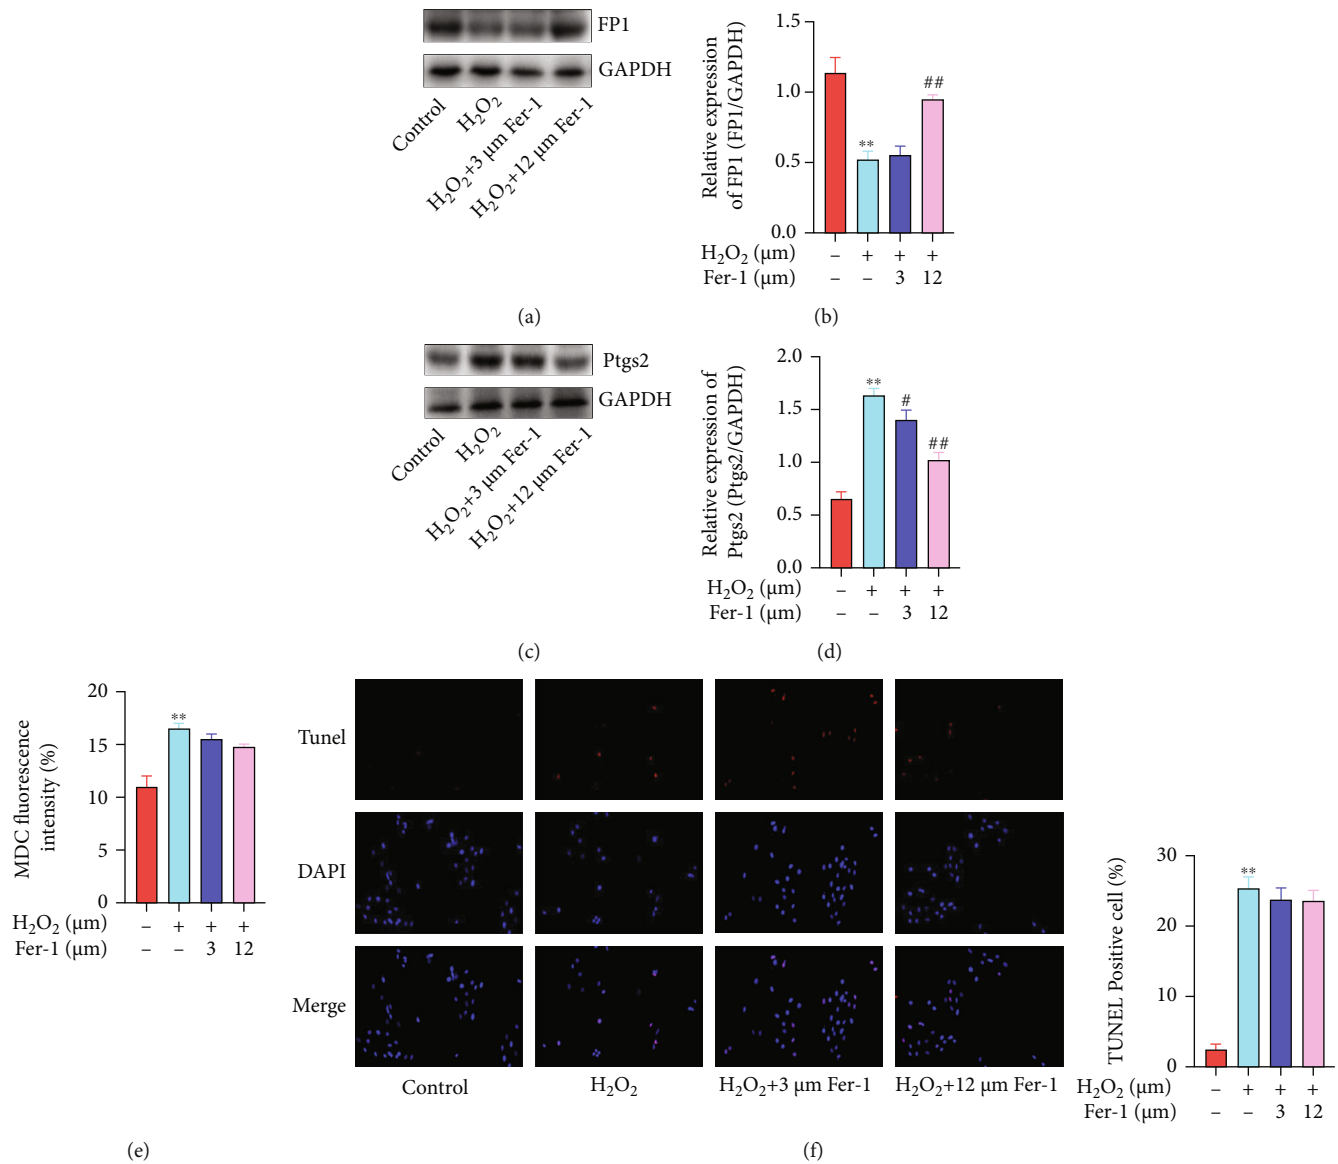 FP1
GAPDH
Control
H₂O₂
H₂O₂+3 μm Fer-1
H₂O₂+12 μm Fer-1
(a)
Relative expression
of FP1 (FP1/GAPDH)
1.5
1.0
0.5
0.0
**
##
H₂O₂ (μm) – + + +
Fer-1 (μm) – – 3 12
(b)
Ptgs2
GAPDH
Control
H₂O₂
H₂O₂+3 μm Fer-1
H₂O₂+12 μm Fer-1
(c)
Relative expression of
Ptgs2 (Ptgs2/GAPDH)
2.0
1.5
1.0
0.5
0.0
**
#
##
H₂O₂ (μm) – + + +
Fer-1 (μm) – – 3 12
(d)
MDC fluorescence
intensity (%)
20
15
10
5
0
**
H₂O₂ (μm) – + + +
Fer-1 (μm) – – 3 12
(e)
Tunel
DAPI
Merge
Control
H₂O₂
H₂O₂+3 μm Fer-1
H₂O₂+12 μm Fer-1
TUNEL Positive cell (%)
30
20
10
0
**
H₂O₂ (μm) – + + +
Fer-1 (μm) – – 3 12
(f)